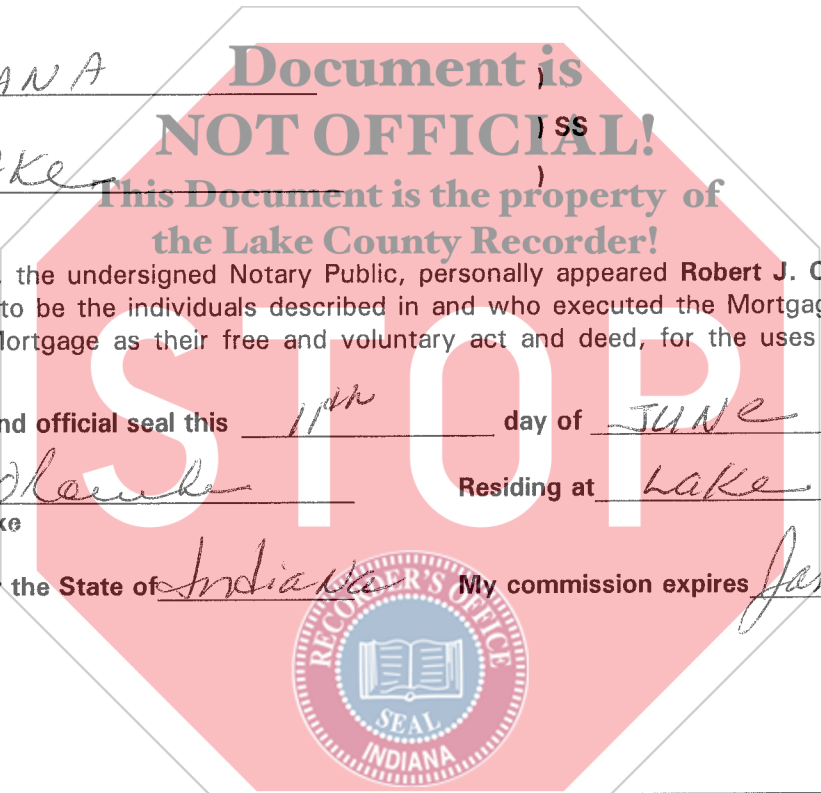 Document is
ANA )
NOT OFFICIAL!
) SS
ke )
This Document is the property of
the Lake County Recorder!
the undersigned Notary Public, personally appeared Robert J.
to be the individuals described in and who executed the
as their free and voluntary act and deed, for the uses
official seal this 11th day of JUNE
Residing at Lake
ke
the State of Indiana My commission expires
STOP
RECORDER'S OFFICE
SEAL
INDIANA